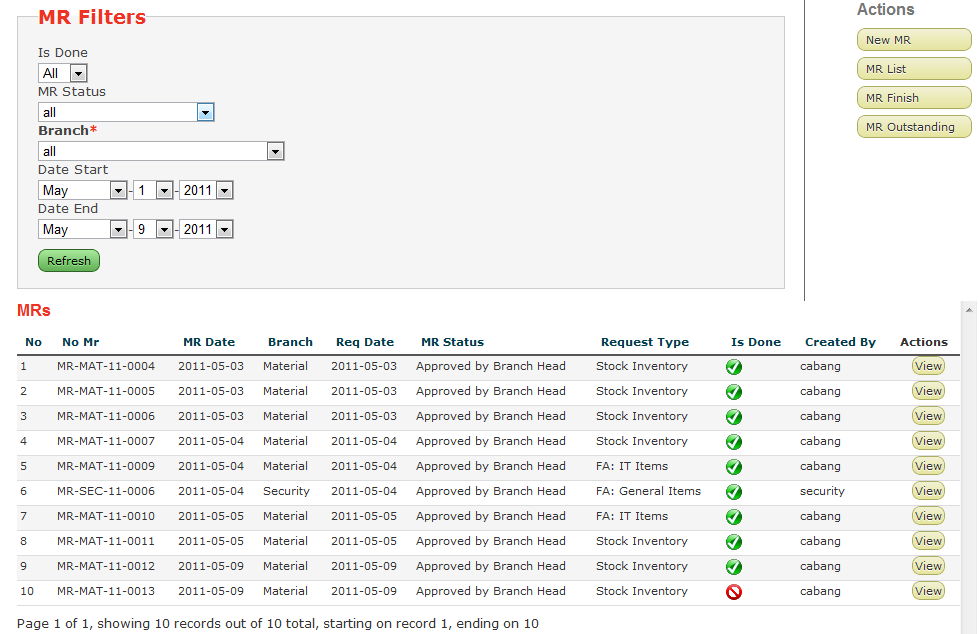 MR Filters
Is Done
All
MR Status
all
Branch*
all
Date Start
May - 1 - 2011
Date End
May - 9 - 2011
Refresh
Actions
New MR
MR List
MR Finish
MR Outstanding
MRs
No No Mr MR Date Branch Req Date MR Status Request Type Is Done Created By Actions
1 MR-MAT-11-0004 2011-05-03 Material 2011-05-03 Approved by Branch Head Stock Inventory cabang View
2 MR-MAT-11-0005 2011-05-03 Material 2011-05-03 Approved by Branch Head Stock Inventory cabang View
3 MR-MAT-11-0006 2011-05-03 Material 2011-05-03 Approved by Branch Head Stock Inventory cabang View
4 MR-MAT-11-0007 2011-05-04 Material 2011-05-04 Approved by Branch Head Stock Inventory cabang View
5 MR-MAT-11-0009 2011-05-04 Material 2011-05-04 Approved by Branch Head FA: IT Items cabang View
6 MR-SEC-11-0006 2011-05-04 Security 2011-05-04 Approved by Branch Head FA: General Items security View
7 MR-MAT-11-0010 2011-05-05 Material 2011-05-05 Approved by Branch Head FA: IT Items cabang View
8 MR-MAT-11-0011 2011-05-05 Material 2011-05-05 Approved by Branch Head Stock Inventory cabang View
9 MR-MAT-11-0012 2011-05-09 Material 2011-05-09 Approved by Branch Head Stock Inventory cabang View
10 MR-MAT-11-0013 2011-05-09 Material 2011-05-09 Approved by Branch Head Stock Inventory cabang View
Page 1 of 1, showing 10 records out of 10 total, starting on record 1, ending on 10